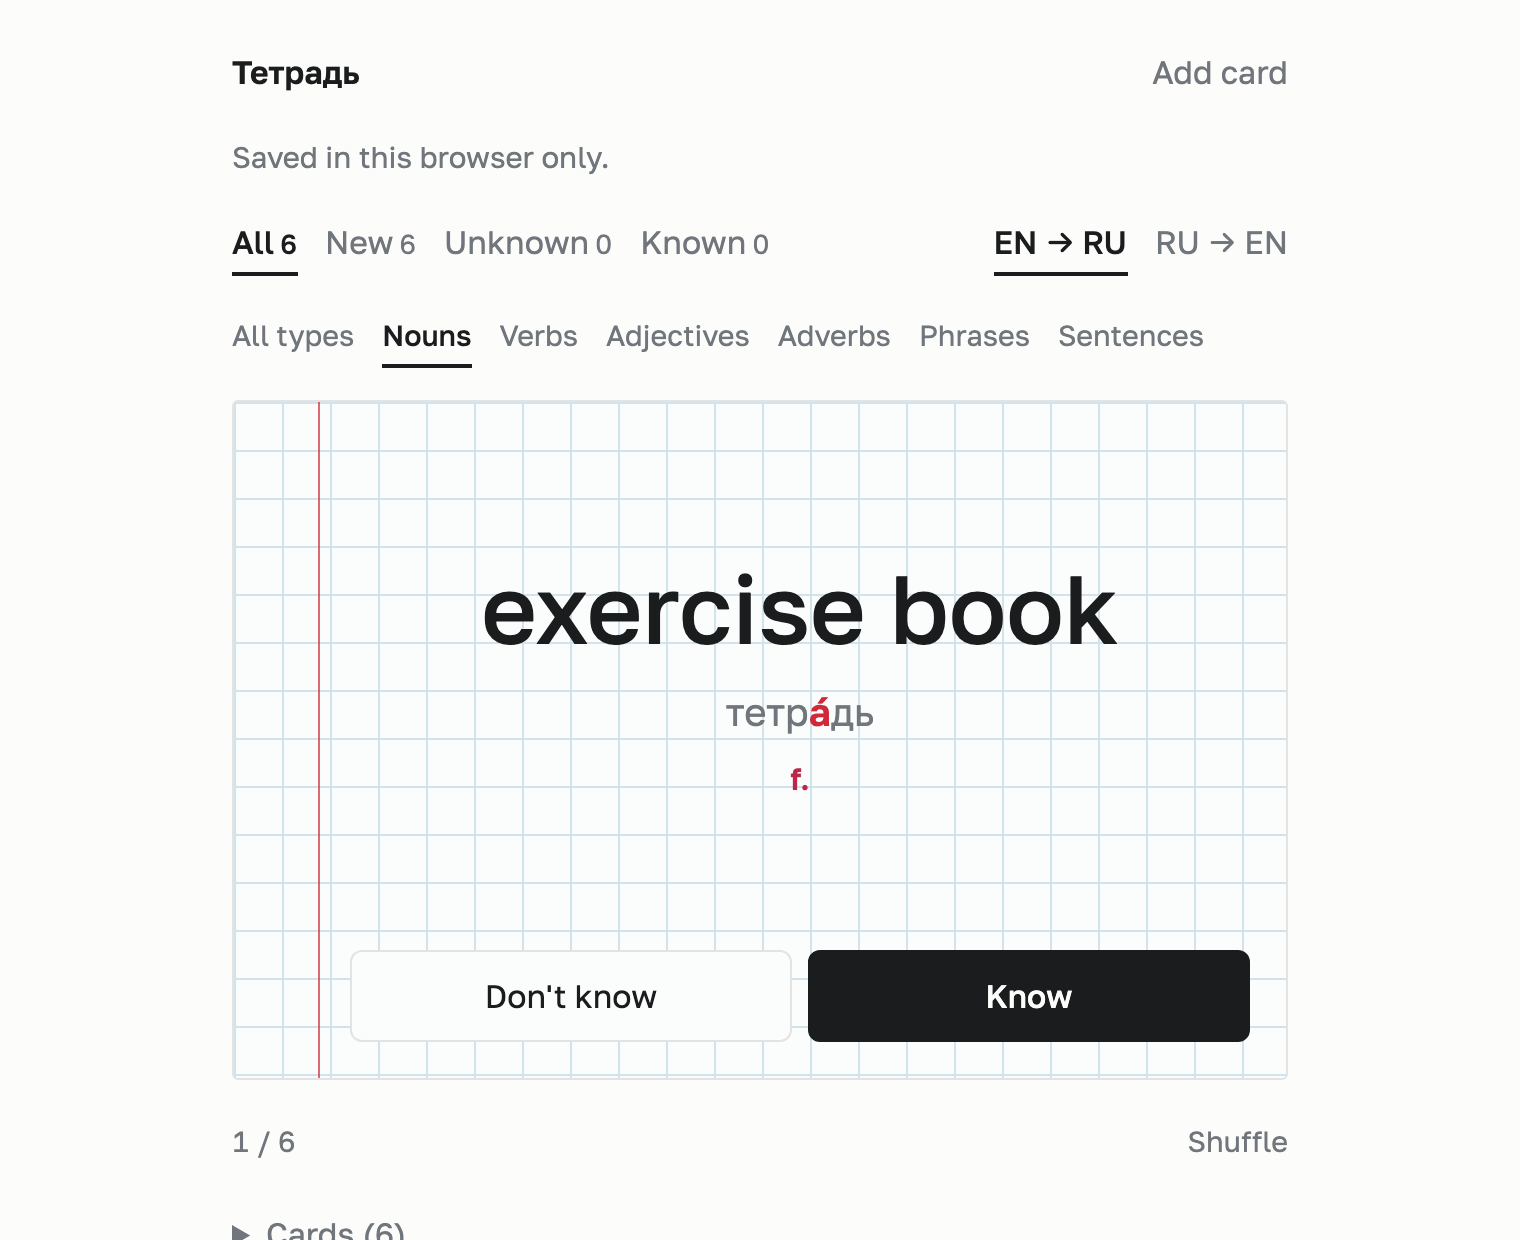 Тетрадь Add card
Saved in this browser only.
All 6 New 6 Unknown 0 Known 0 EN → RU RU → EN
All types Nouns Verbs Adjectives Adverbs Phrases Sentences
exercise book
тетра́дь
f.
Don't know Know
1 / 6 Shuffle
▶ Cards (6)